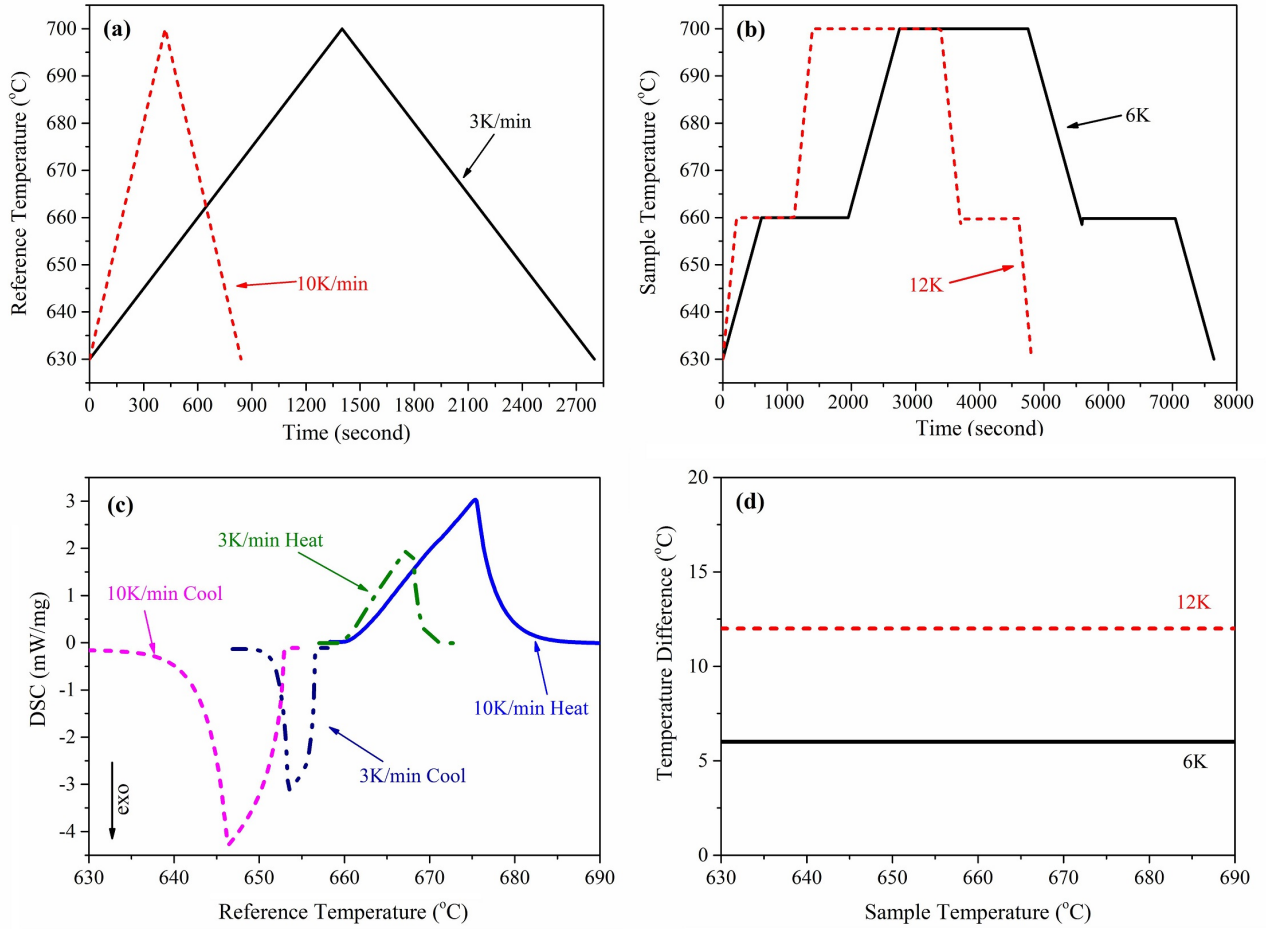 (a)
700
690
680
670
660
650
640
630
Reference Temperature (°C)
3K/min
10K/min
0 300 600 900 1200 1500 1800 2100 2400 2700
Time (second)
(b)
700
690
680
670
660
650
640
630
Sample Temperature (°C)
6K
12K
0 1000 2000 3000 4000 5000 6000 7000 8000
Time (second)
(c)
3
2
1
0
-1
-2
-3
-4
DSC (mW/mg)
3K/min Heat
10K/min Cool
10K/min Heat
3K/min Cool
exo
630 640 650 660 670 680 690
Reference Temperature (°C)
(d)
20
15
10
5
0
Temperature Difference (°C)
12K
6K
630 640 650 660 670 680 690
Sample Temperature (°C)